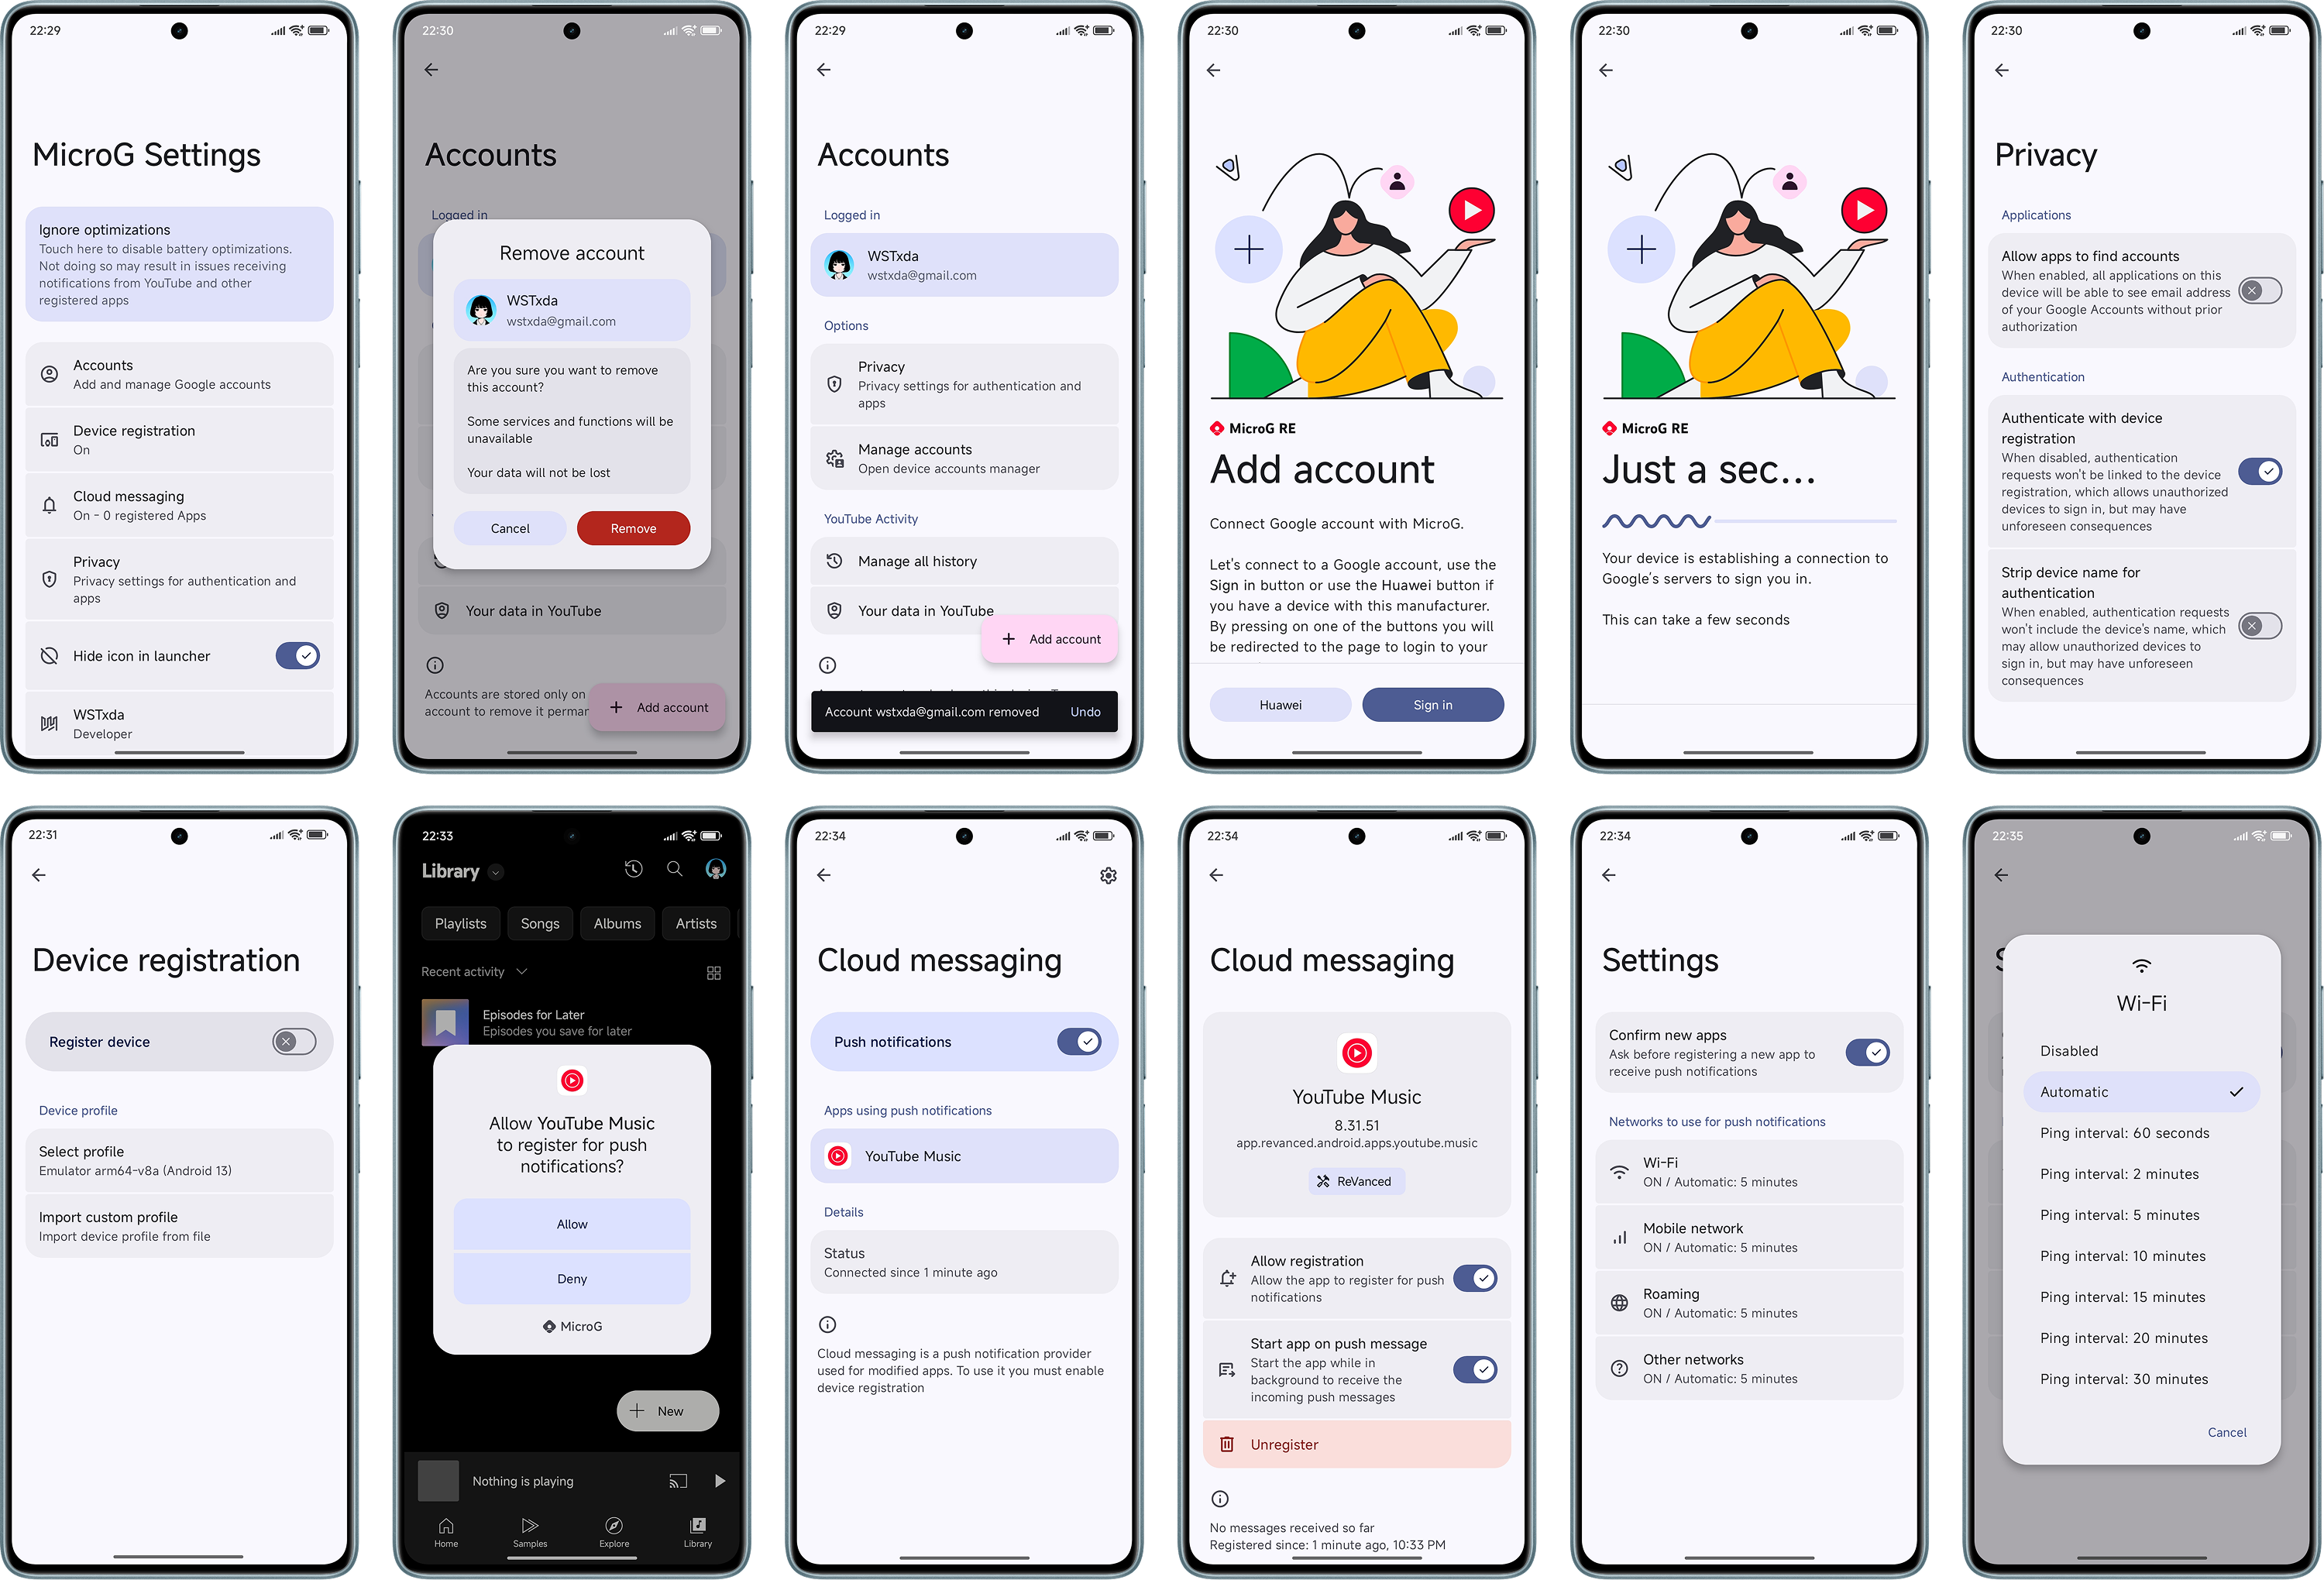 22:29
MicroG Settings
Ignore optimizations
Touch here to disable battery optimizations.
Not doing so may result in issues receiving
notifications from YouTube and other
registered apps
Accounts
Add and manage Google accounts
Device registration
On
Cloud messaging
On - 0 registered Apps
Privacy
Privacy settings for authentication and
apps
Hide icon in launcher
WSTxda
Developer
22:30
Accounts
Logged in
Remove account
WSTxda
wstxda@gmail.com
Are you sure you want to remove
this account?
Some services and functions will be
unavailable
Your data will not be lost
Cancel
Remove
Your data in YouTube
Accounts are stored only on
account to remove it perman
Add account
22:29
Accounts
Logged in
WSTxda
wstxda@gmail.com
Options
Privacy
Privacy settings for authentication and
apps
Manage accounts
Open device accounts manager
YouTube Activity
Manage all history
Your data in YouTube
Add account
Account wstxda@gmail.com removed
Undo
22:30
MicroG RE
Add account
Connect Google account with MicroG.
Let's connect to a Google account, use the
Sign in button or use the Huawei button if
you have a device with this manufacturer.
By pressing on one of the buttons you will
be redirected to the page to login to your
Huawei
Sign in
22:30
MicroG RE
Just a sec...
Your device is establishing a connection to
Google's servers to sign you in.
This can take a few seconds
22:30
Privacy
Applications
Allow apps to find accounts
When enabled, all applications on this
device will be able to see email address
of your Google Accounts without prior
authorization
Authentication
Authenticate with device
registration
When disabled, authentication
requests won't be linked to the device
registration, which allows unauthorized
devices to sign in, but may have
unforeseen consequences
Strip device name for
authentication
When enabled, authentication requests
won't include the device's name, which
may allow unauthorized devices to
sign in, but may have unforeseen
consequences
22:31
Device registration
Register device
Device profile
Select profile
Emulator arm64-v8a (Android 13)
Import custom profile
Import device profile from file
22:33
Library
Playlists
Songs
Albums
Artists
Recent activity
Episodes for Later
Episodes you save for later
Allow YouTube Music
to register for push
notifications?
Allow
Deny
MicroG
New
Nothing is playing
Home
Samples
Explore
Library
22:34
Cloud messaging
Push notifications
Apps using push notifications
YouTube Music
Details
Status
Connected since 1 minute ago
Cloud messaging is a push notification provider
used for modified apps. To use it you must enable
device registration
22:34
Cloud messaging
YouTube Music
8.31.51
app.revanced.android.apps.youtube.music
ReVanced
Allow registration
Allow the app to register for push
notifications
Start app on push message
Start the app while in
background to receive the
incoming push messages
Unregister
No messages received so far
Registered since: 1 minute ago, 10:33 PM
22:34
Settings
Confirm new apps
Ask before registering a new app to
receive push notifications
Networks to use for push notifications
Wi-Fi
ON / Automatic: 5 minutes
Mobile network
ON / Automatic: 5 minutes
Roaming
ON / Automatic: 5 minutes
Other networks
ON / Automatic: 5 minutes
22:35
Wi-Fi
Disabled
Automatic
Ping interval: 60 seconds
Ping interval: 2 minutes
Ping interval: 5 minutes
Ping interval: 10 minutes
Ping interval: 15 minutes
Ping interval: 20 minutes
Ping interval: 30 minutes
Cancel